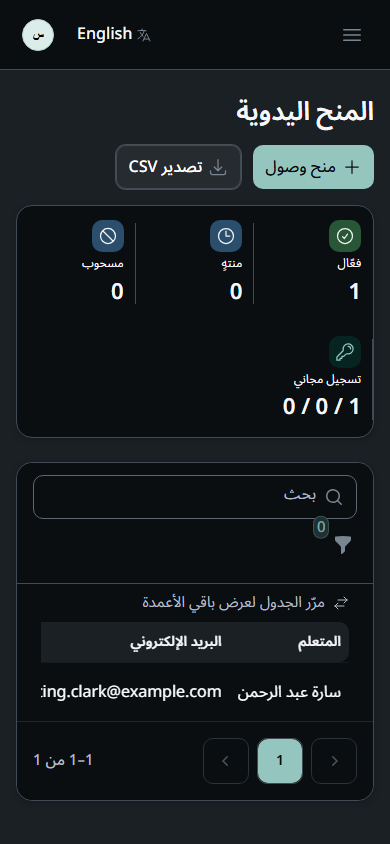 English
س
المنح اليدوية
منح وصول
تصدير CSV
فعّال
1
منتهٍ
0
مسحوب
0
تسجيل مجاني
1 / 0 / 0
بحث
0
مرّر الجدول لعرض باقي الأعمدة
المتعلم
البريد الإلكتروني
سارة عبد الرحمن
ting.clark@example.com
1
1–1 من 1